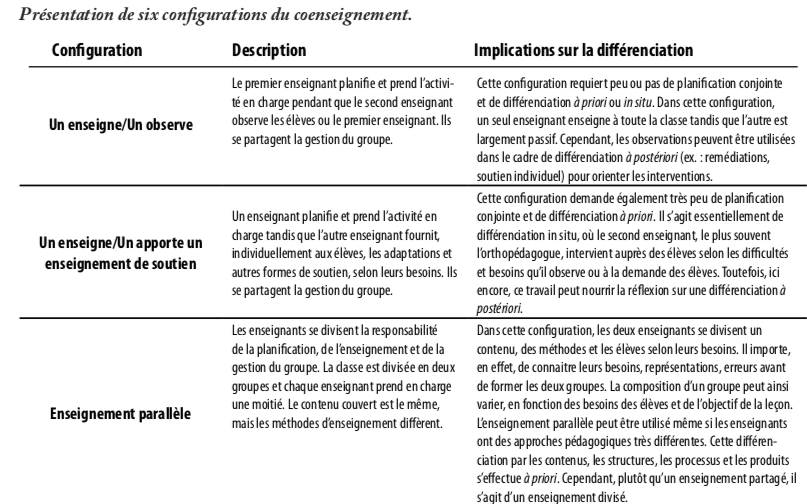 Présentation de six configurations du coenseignement.
Configuration Description Implications sur la différenciation
Un enseigne/Un observe
Le premier enseignant planifie et prend l'activi-
té en charge pendant que le second enseignant
observe les élèves ou le premier enseignant. Ils
se partagent la gestion du groupe.
Cette configuration requiert peu ou pas de planification conjointe
et de différenciation à priori ou in situ. Dans cette configuration,
un seul enseignant enseigne à toute la classe tandis que l'autre est
largement passif. Cependant, les observations peuvent être utilisées
dans le cadre de différenciation à postériori (ex. : remédiations,
soutien individuel) pour orienter les interventions.
Un enseigne/Un apporte un
enseignement de soutien
Un enseignant planifie et prend l'activité en
charge tandis que l'autre enseignant fournit,
individuellement aux élèves, les adaptations et
autres formes de soutien, selon leurs besoins. Ils
se partagent la gestion du groupe.
Cette configuration demande également très peu de planification
conjointe et de différenciation à priori. Il s'agit essentiellement de
différenciation in situ, où le second enseignant, le plus souvent
l'orthopédagogue, intervient auprès des élèves selon les difficultés
et besoins qu'il observe ou à la demande des élèves. Toutefois, ici
encore, ce travail peut nourrir la réflexion sur une différenciation à
postériori.
Enseignement parallèle
Les enseignants se divisent la responsabilité
de la planification, de l'enseignement et de la
gestion du groupe. La classe est divisée en deux
groupes et chaque enseignant prend en charge
une moitié. Le contenu couvert est le même,
mais les méthodes d'enseignement diffèrent.
Dans cette configuration, les deux enseignants se divisent un
contenu, des méthodes et les élèves selon leurs besoins. Il importe,
en effet, de connaitre leurs besoins, représentations, erreurs avant
de former les deux groupes. La composition d'un groupe peut ainsi
varier, en fonction des besoins des élèves et de l'objectif de la leçon.
L'enseignement parallèle peut être utilisé même si les enseignants
ont des approches pédagogiques très différentes. Cette différen-
ciation par les contenus, les structures, les processus et les produits
s'effectue à priori. Cependant, plutôt qu'un enseignement partagé, il
s'agit d'un enseignement divisé.